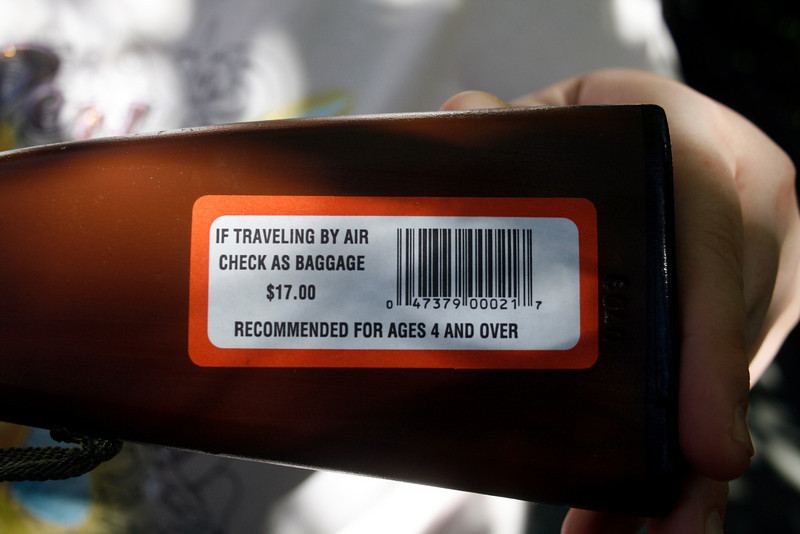 IF TRAVELING BY AIR
CHECK AS BAGGAGE
$17.00
0 47379 00021 7
RECOMMENDED FOR AGES 4 AND OVER